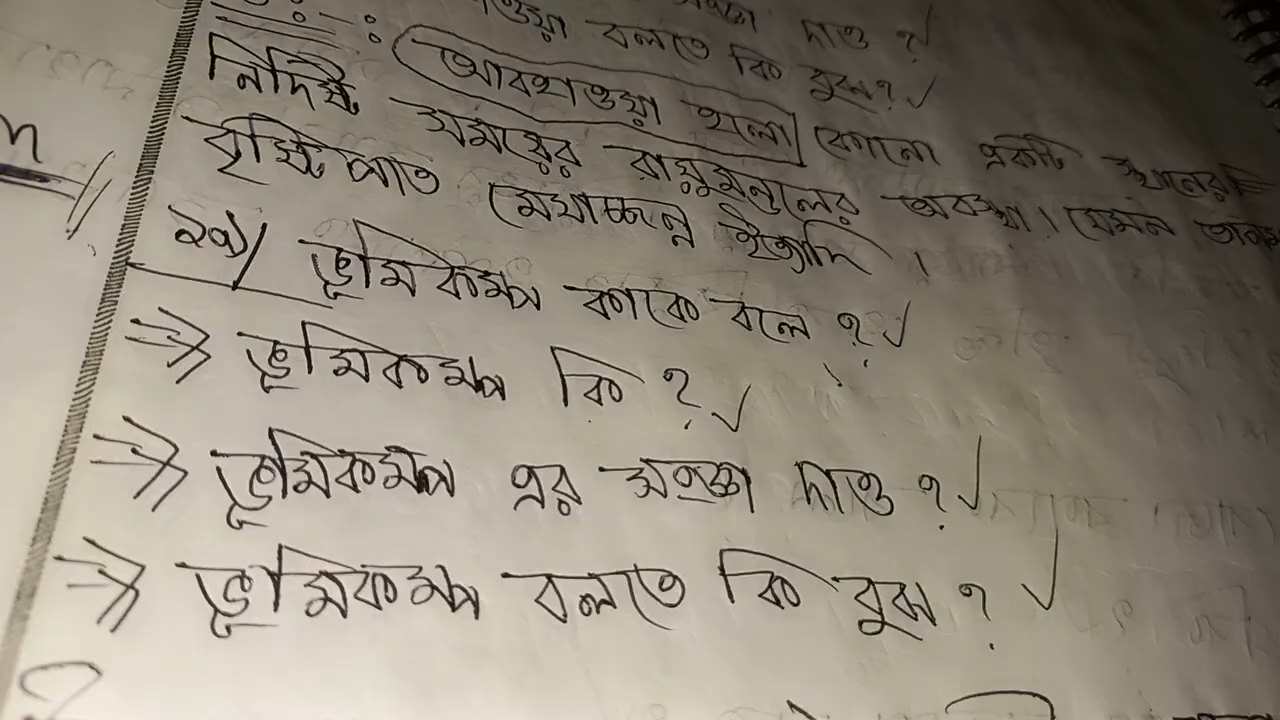 দাও ?
বলতে কি বুঝ ?
আবহাওয়া হলো কোনো একটি স্থানের
নির্দিষ্ট সময়ের বায়ুমন্ডলের অবস্থা। যেমন
বৃষ্টিপাত মেঘাচ্ছন্ন ইত্যাদি ।
ভূমিকম্প কাকে বলে ?
⇒ ভূমিকম্প কি ?
⇒ ভূমিকম্প এর সংজ্ঞা দাও ?
⇒ ভূমিকম্প বলতে কি বুঝ ?